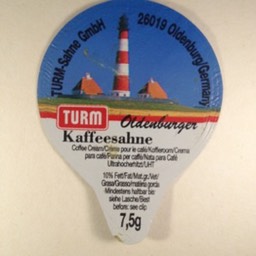 TURM-Sahne GmbH
26019 Oldenburg/Germany
TURM
Oldenburger
Kaffeesahne
Coffee Cream/Crème pour le café/Koffieroom/Crema
para café/Panna per caffè/Nata para Café
Ultrahocherhitzt/UHT
10% Fett/Fat/Mat.gr./Vet/
Grasa/Grasso/matéria gorda
Mindestens haltbar bis
siehe Lasche/Best
before: see clip
7,5g